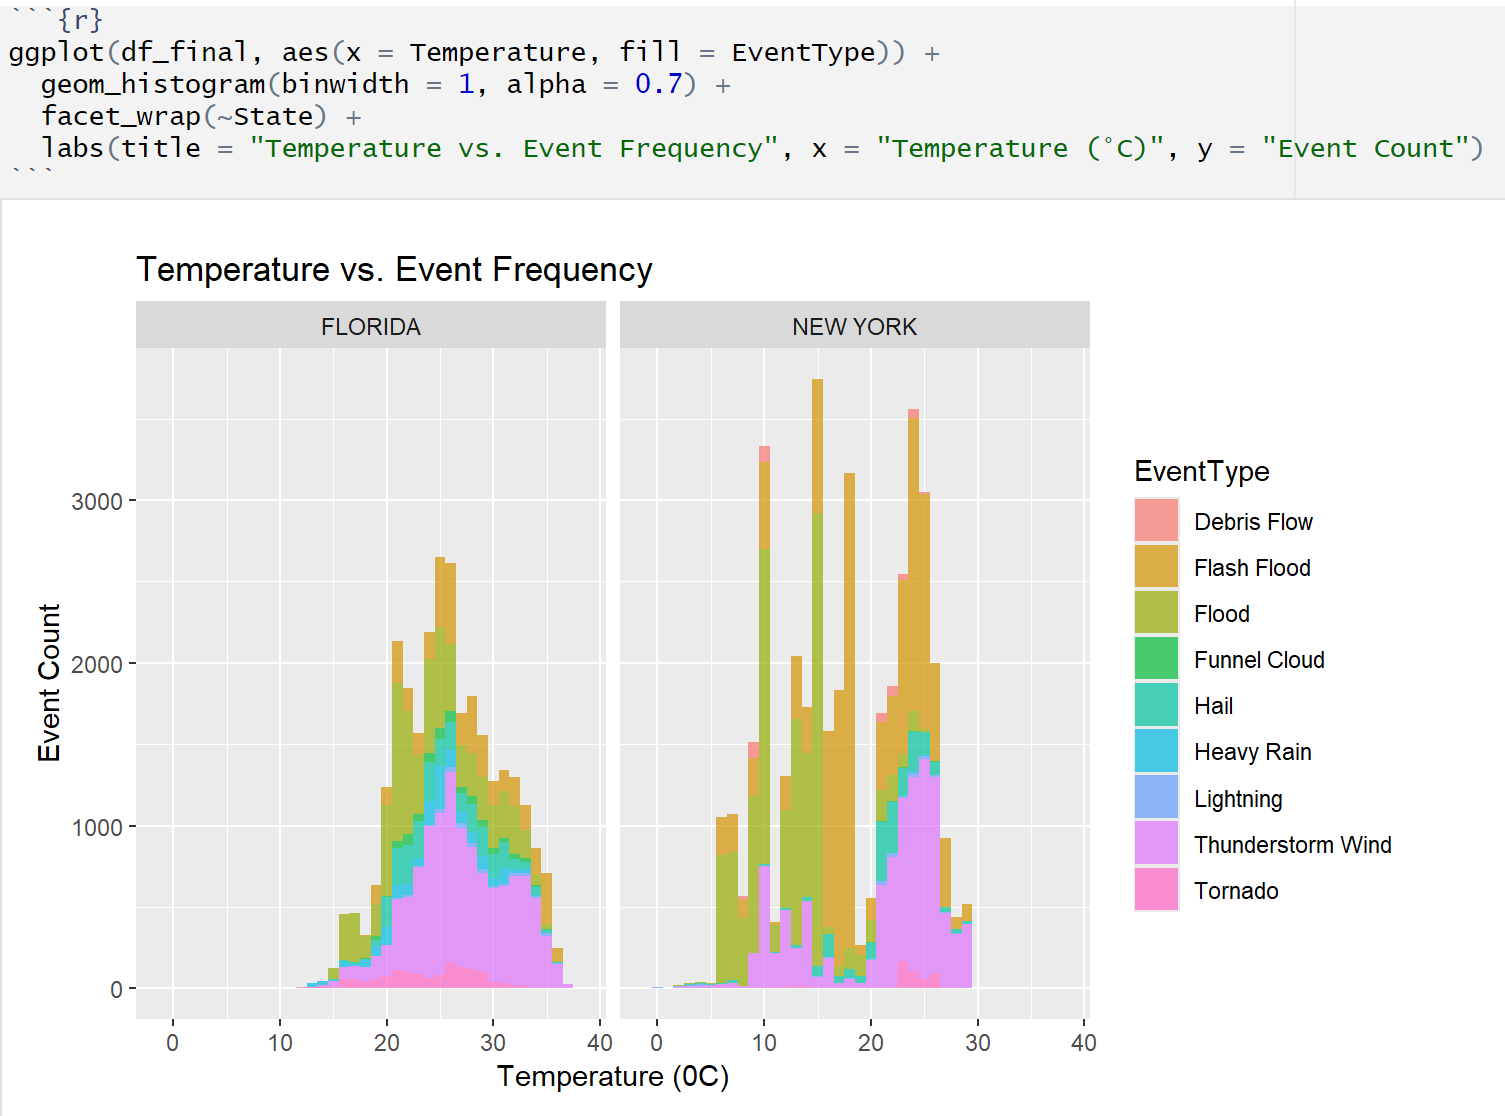 ```{r}
ggplot(df_final, aes(x = Temperature, fill = EventType)) +
  geom_histogram(binwidth = 1, alpha = 0.7) +
  facet_wrap(~State) +
  labs(title = "Temperature vs. Event Frequency", x = "Temperature (°C)", y = "Event Count")
```
Temperature vs. Event Frequency
FLORIDA
NEW YORK
Event Count
3000
2000
1000
0
0 10 20 30 40
0 10 20 30 40
Temperature (0C)
EventType
Debris Flow
Flash Flood
Flood
Funnel Cloud
Hail
Heavy Rain
Lightning
Thunderstorm Wind
Tornado